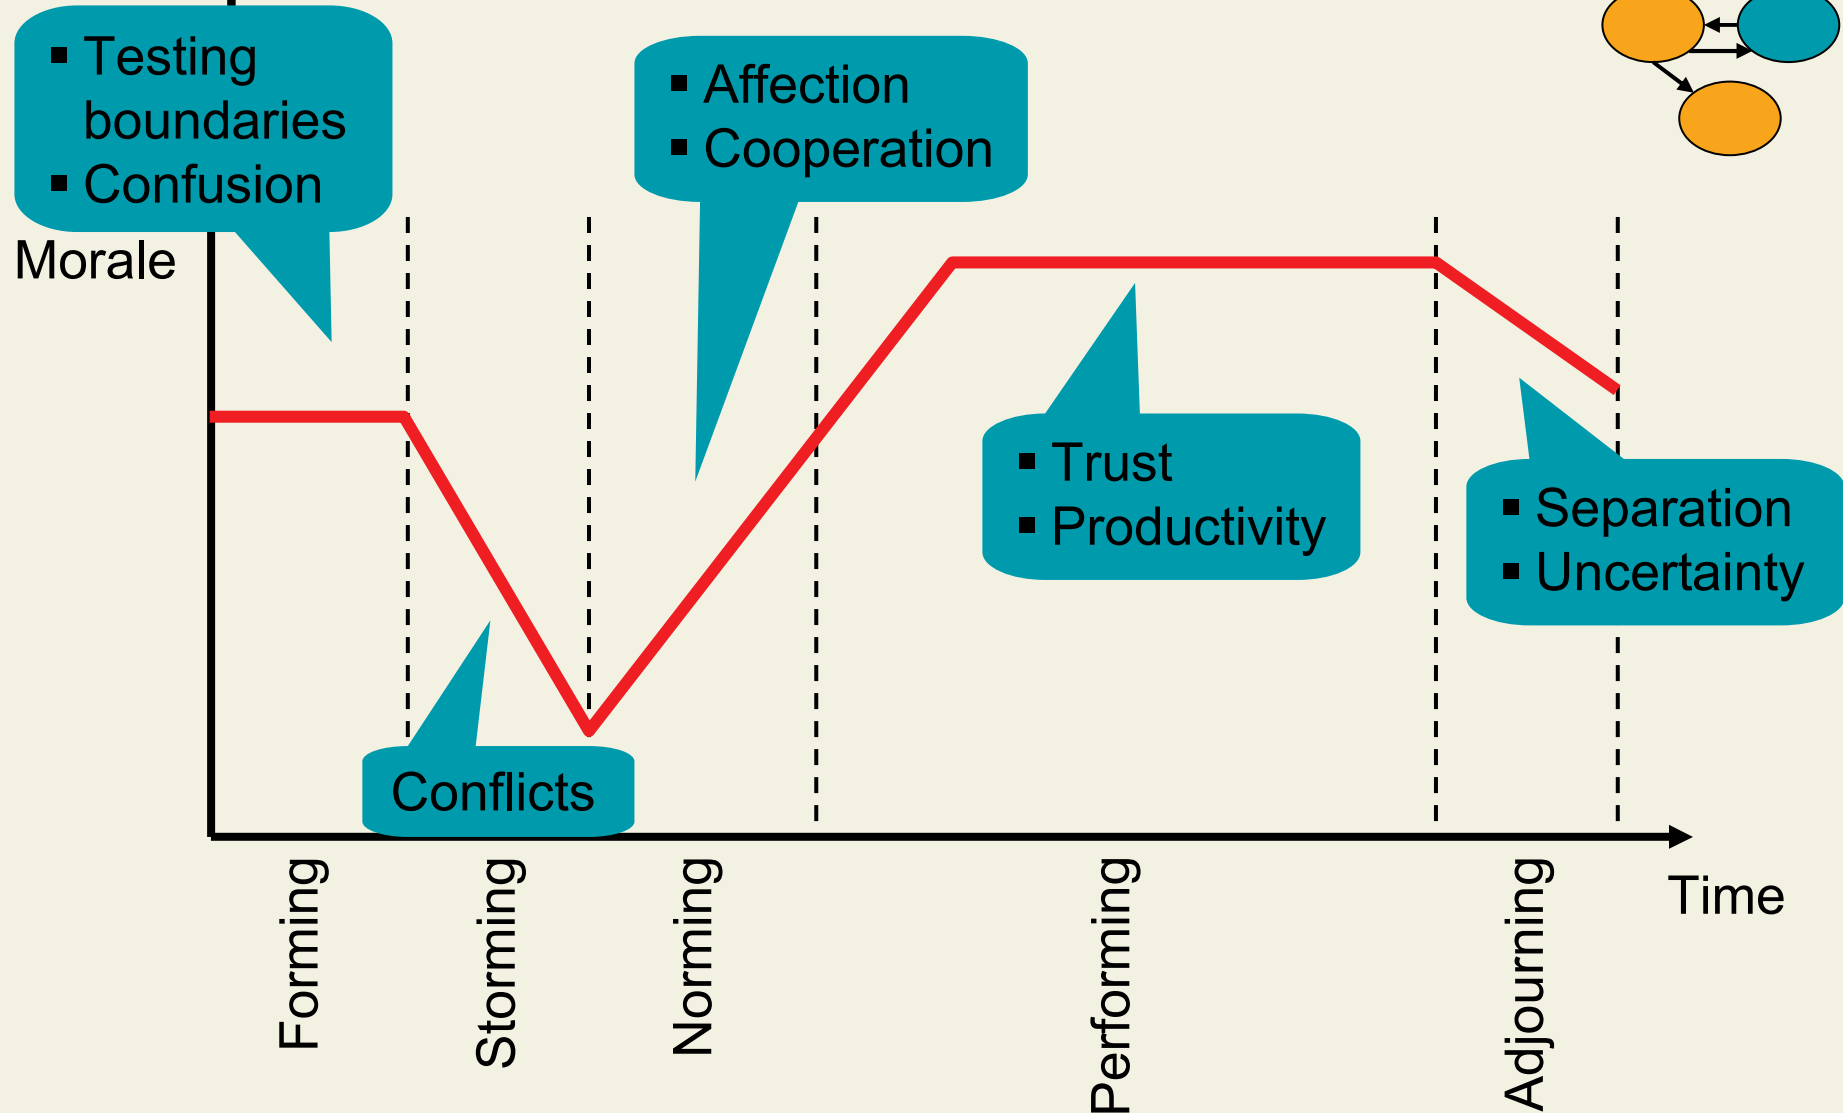 ▪ Testing
boundaries
▪ Confusion
▪ Affection
▪ Cooperation
Morale
▪ Trust
▪ Productivity
▪ Separation
▪ Uncertainty
Conflicts
Forming
Storming
Norming
Performing
Adjourning
Time